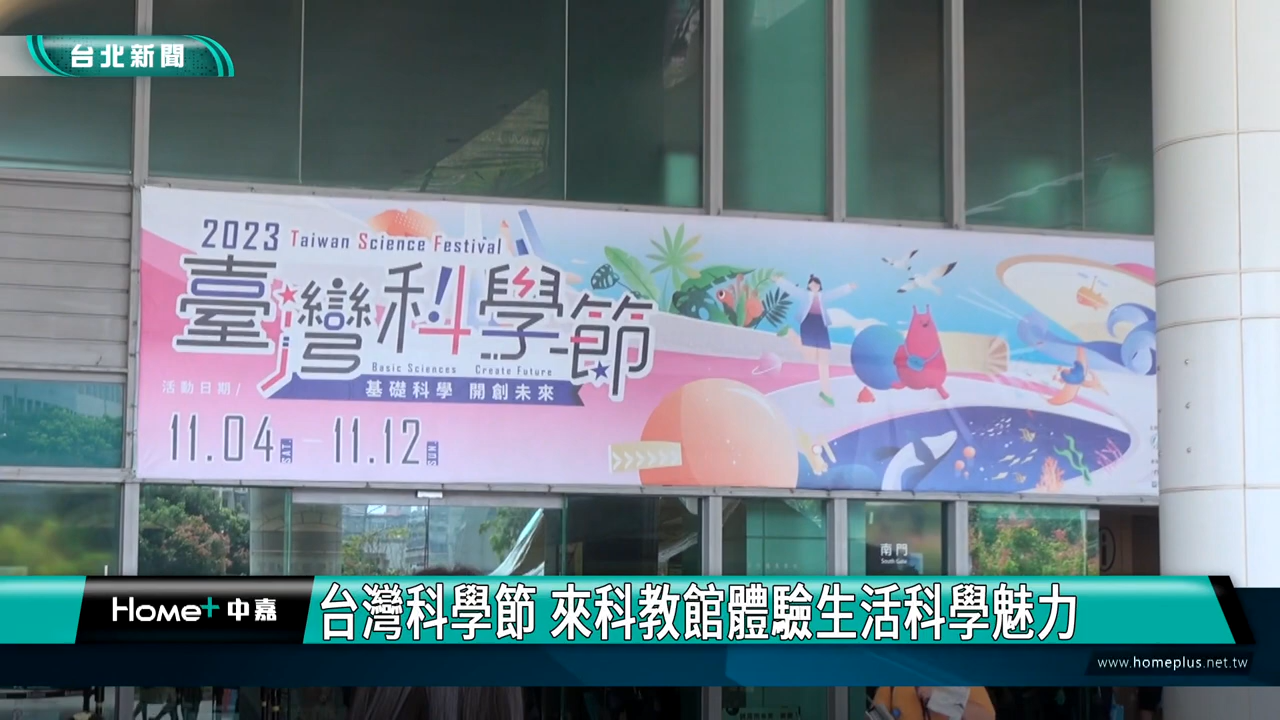 台北新聞
2023 Taiwan Science Festival
臺灣科學節
Basic Sciences Create Future
基礎科學 開創未來
活動日期/
11.04 SAT. – 11.12 SUN.
南門
South Gate
Home+ 中嘉
台灣科學節 來科教館體驗生活科學魅力
www.homeplus.net.tw